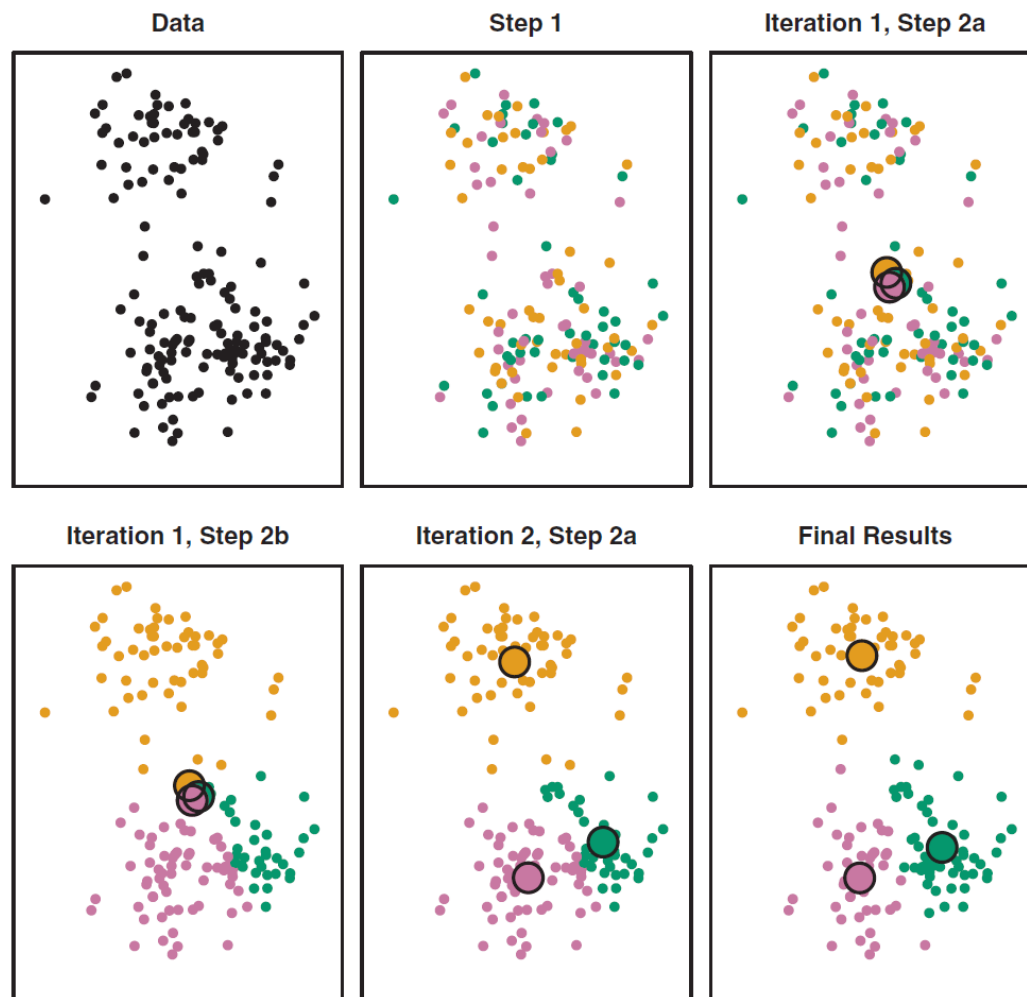 Data
Step 1
Iteration 1, Step 2a
Iteration 1, Step 2b
Iteration 2, Step 2a
Final Results